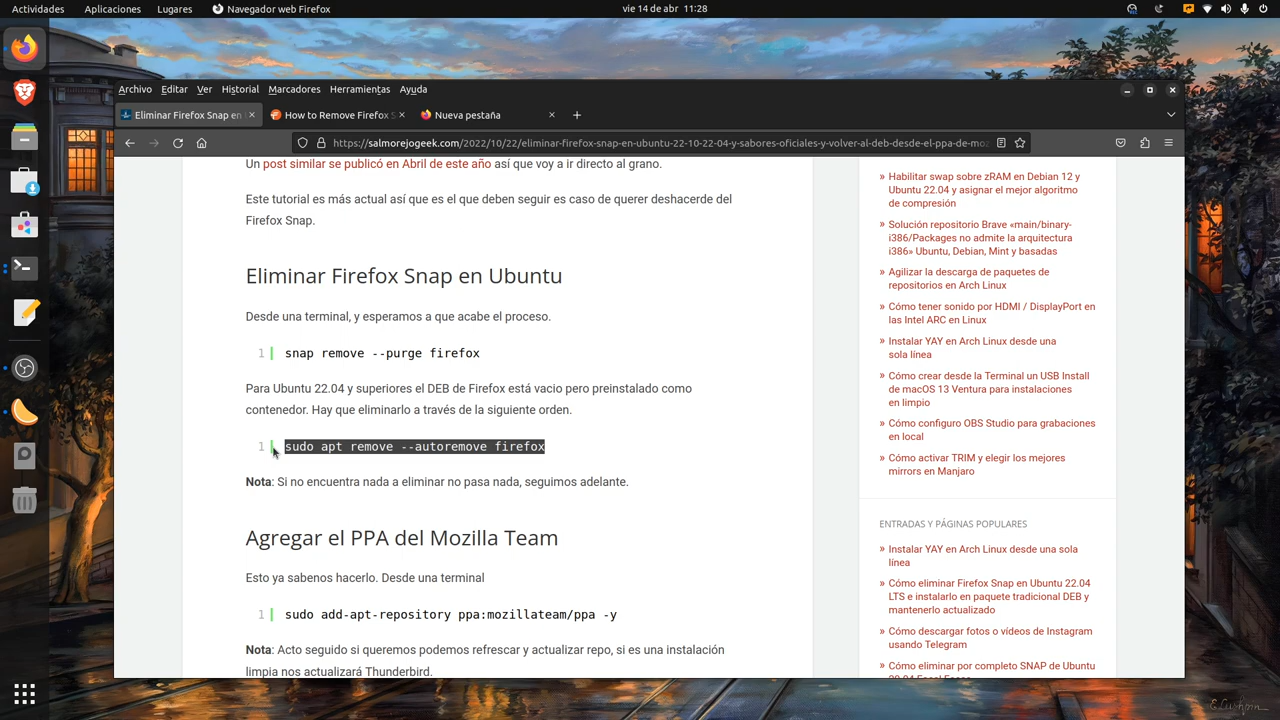 Actividades Aplicaciones Lugares Navegador web Firefox vie 14 de abr 11:28
Archivo Editar Ver Historial Marcadores Herramientas Ayuda
Eliminar Firefox Snap en How to Remove Firefox S Nueva pestaña
https://salmorejogeek.com/2022/10/22/eliminar-firefox-snap-en-ubuntu-22-10-22-04-y-sabores-oficiales-y-volver-al-deb-desde-el-ppa-de-moz
Un post similar se publicó en Abril de este año así que voy a ir directo al grano.
Este tutorial es más actual así que es el que deben seguir es caso de querer deshacerse del
Firefox Snap.
Eliminar Firefox Snap en Ubuntu
Desde una terminal, y esperamos a que acabe el proceso.
1 snap remove --purge firefox
Para Ubuntu 22.04 y superiores el DEB de Firefox está vacio pero preinstalado como
contenedor. Hay que eliminarlo a través de la siguiente orden.
1 sudo apt remove --autoremove firefox
Nota: Si no encuentra nada a eliminar no pasa nada, seguimos adelante.
Agregar el PPA del Mozilla Team
Esto ya sabenos hacerlo. Desde una terminal
1 sudo add-apt-repository ppa:mozillateam/ppa -y
Nota: Acto seguido si queremos podemos refrescar y actualizar repo, si es una instalación
limpia nos actualizará Thunderbird.
» Habilitar swap sobre zRAM en Debian 12 y
Ubuntu 22.04 y asignar el mejor algoritmo
de compresión
» Solución repositorio Brave «main/binary-
i386/Packages no admite la arquitectura
i386» Ubuntu, Debian, Mint y basadas
» Agilizar la descarga de paquetes de
repositorios en Arch Linux
» Cómo tener sonido por HDMI / DisplayPort en
las Intel ARC en Linux
» Instalar YAY en Arch Linux desde una
sola línea
» Cómo crear desde la Terminal un USB Install
de macOS 13 Ventura para instalaciones
en limpio
» Cómo configuro OBS Studio para grabaciones
en local
» Cómo activar TRIM y elegir los mejores
mirrors en Manjaro
ENTRADAS Y PÁGINAS POPULARES
» Instalar YAY en Arch Linux desde una sola
línea
» Cómo eliminar Firefox Snap en Ubuntu 22.04
LTS e instalarlo en paquete tradicional DEB y
mantenerlo actualizado
» Cómo descargar fotos o vídeos de Instagram
usando Telegram
» Cómo eliminar por completo SNAP de Ubuntu
20.04 Focal Fossa